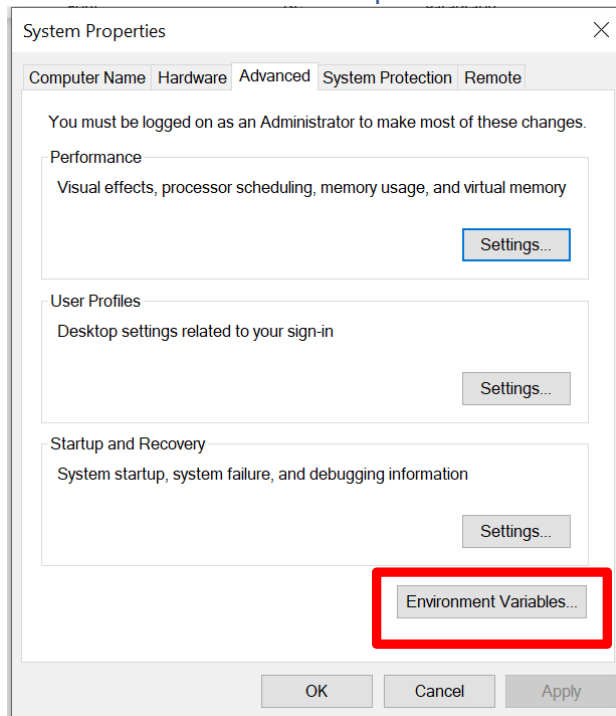 System Properties
Computer Name Hardware Advanced System Protection Remote
You must be logged on as an Administrator to make most of these changes.
Performance
Visual effects, processor scheduling, memory usage, and virtual memory
Settings...
User Profiles
Desktop settings related to your sign-in
Settings...
Startup and Recovery
System startup, system failure, and debugging information
Settings...
Environment Variables...
OK Cancel Apply